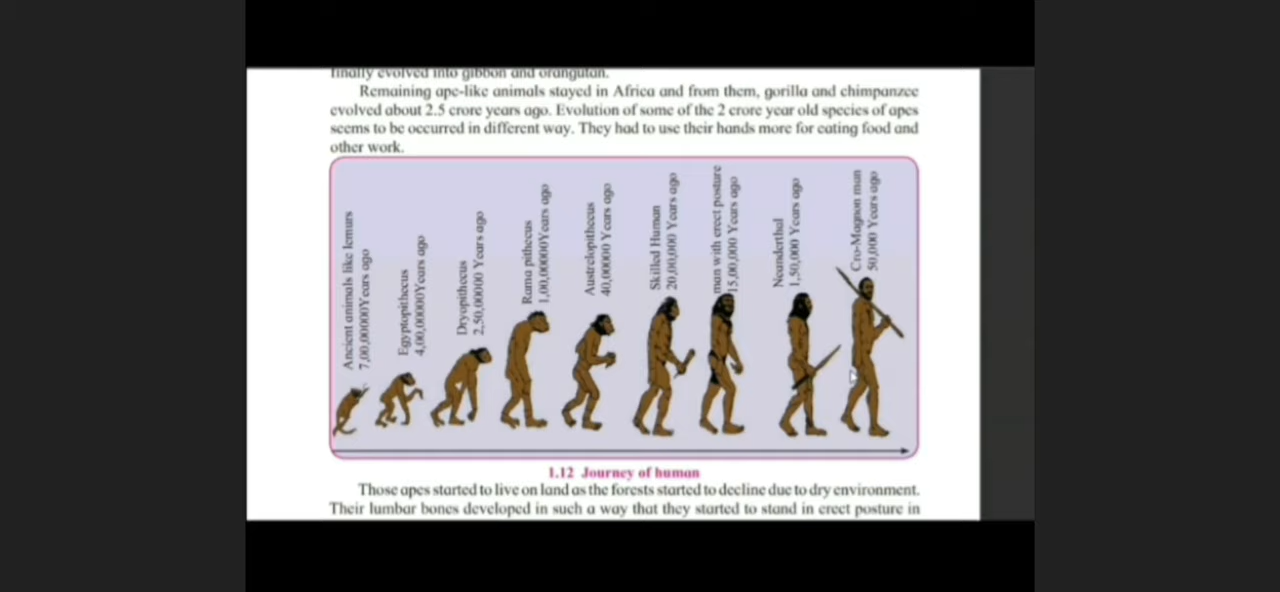 finally evolved into gibbon and orangutan.
Remaining ape-like animals stayed in Africa and from them, gorilla and chimpanzee
evolved about 2.5 crore years ago. Evolution of some of the 2 crore year old species of apes
seems to be occurred in different way. They had to use their hands more for eating food and
other work.
Ancient animals like lemurs
7,00,00000Years ago
Egyptopithecus
4,00,00000Years ago
Dryopithecus
2,50,00000 Years ago
Rama pithecus
1,00,00000Years ago
Austrelopithecus
40,00000 Years ago
Skilled Human
20,00,000 Years ago
man with erect posture
15,00,000 Years ago
Neanderthal
1,50,000 Years ago
Cro-Magnon man
50,000 Years ago
1.12 Journey of human
Those apes started to live on land as the forests started to decline due to dry environment.
Their lumbar bones developed in such a way that they started to stand in erect posture in